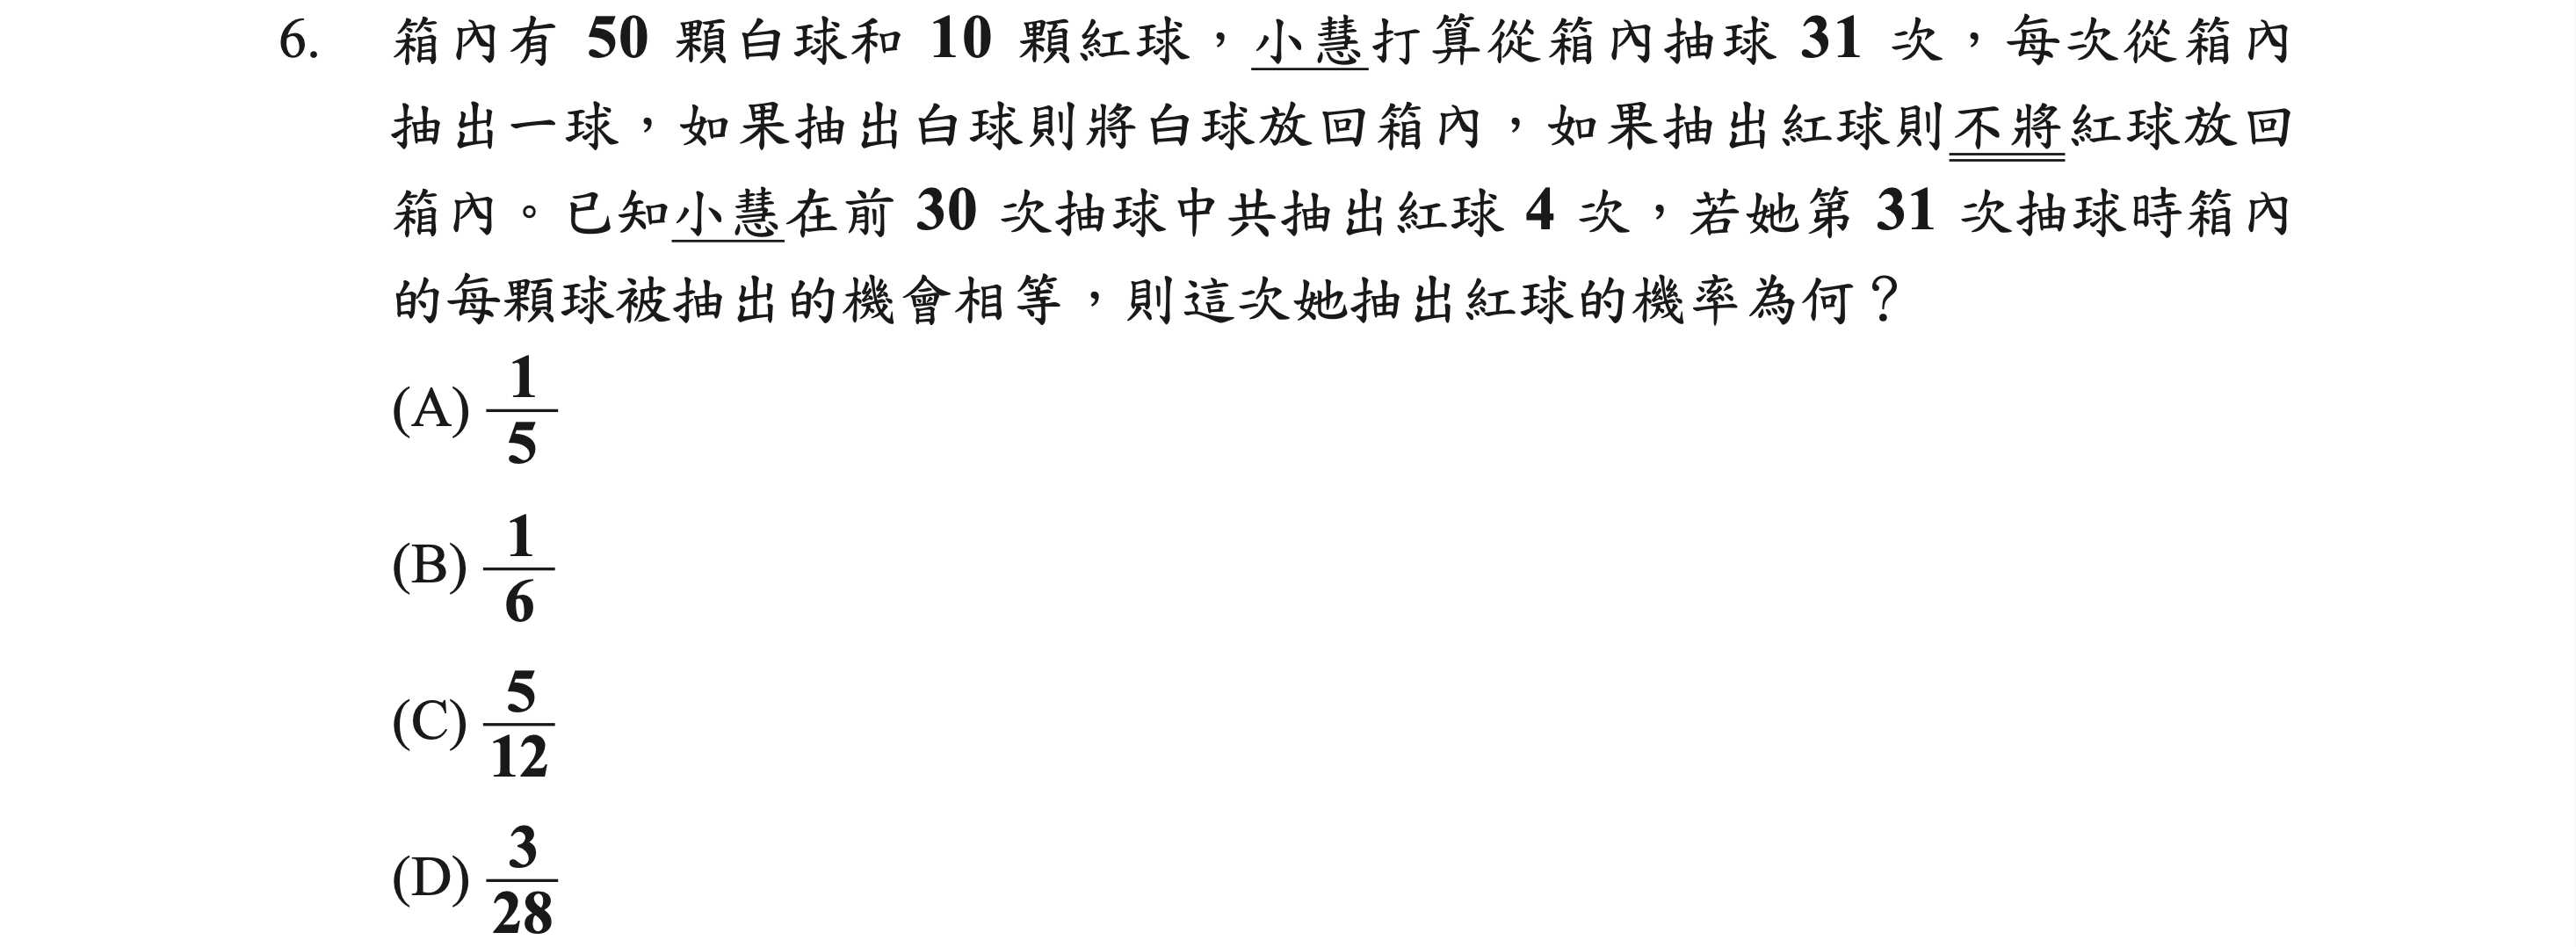 6. 箱內有 50 顆白球和 10 顆紅球，小慧打算從箱內抽球 31 次，每次從箱內
抽出一球，如果抽出白球則將白球放回箱內，如果抽出紅球則不將紅球放回
箱內。已知小慧在前 30 次抽球中共抽出紅球 4 次，若她第 31 次抽球時箱內
的每顆球被抽出的機會相等，則這次她抽出紅球的機率為何？
(A) 1/5
(B) 1/6
(C) 5/12
(D) 3/28